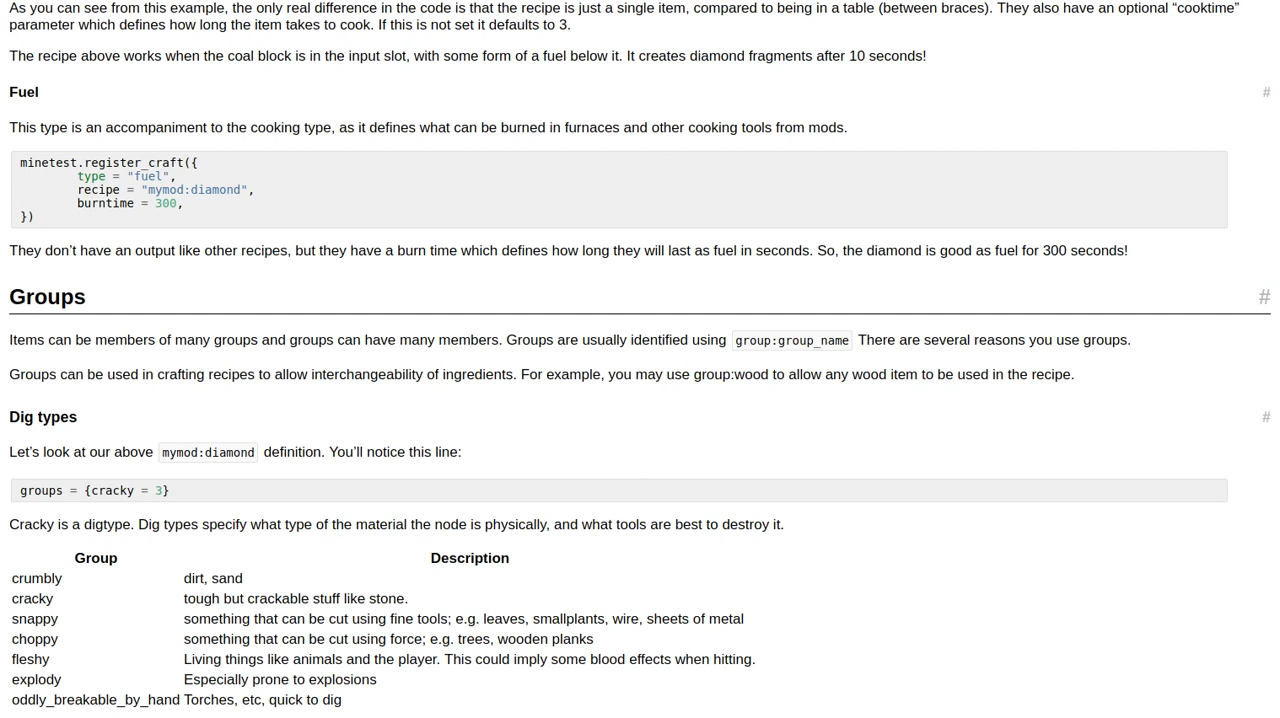 As you can see from this example, the only real difference in the code is that the recipe is just a single item, compared to being in a table (between braces). They also have an optional “cooktime”
parameter which defines how long the item takes to cook. If this is not set it defaults to 3.
The recipe above works when the coal block is in the input slot, with some form of a fuel below it. It creates diamond fragments after 10 seconds!
Fuel #
This type is an accompaniment to the cooking type, as it defines what can be burned in furnaces and other cooking tools from mods.
minetest.register_craft({
type = "fuel",
recipe = "mymod:diamond",
burntime = 300,
})
They don’t have an output like other recipes, but they have a burn time which defines how long they will last as fuel in seconds. So, the diamond is good as fuel for 300 seconds!
Groups #
Items can be members of many groups and groups can have many members. Groups are usually identified using group:group_name There are several reasons you use groups.
Groups can be used in crafting recipes to allow interchangeability of ingredients. For example, you may use group:wood to allow any wood item to be used in the recipe.
Dig types #
Let’s look at our above mymod:diamond definition. You’ll notice this line:
groups = {cracky = 3}
Cracky is a digtype. Dig types specify what type of the material the node is physically, and what tools are best to destroy it.
Group Description
crumbly dirt, sand
cracky tough but crackable stuff like stone.
snappy something that can be cut using fine tools; e.g. leaves, smallplants, wire, sheets of metal
choppy something that can be cut using force; e.g. trees, wooden planks
fleshy Living things like animals and the player. This could imply some blood effects when hitting.
explody Especially prone to explosions
oddly_breakable_by_hand Torches, etc, quick to dig